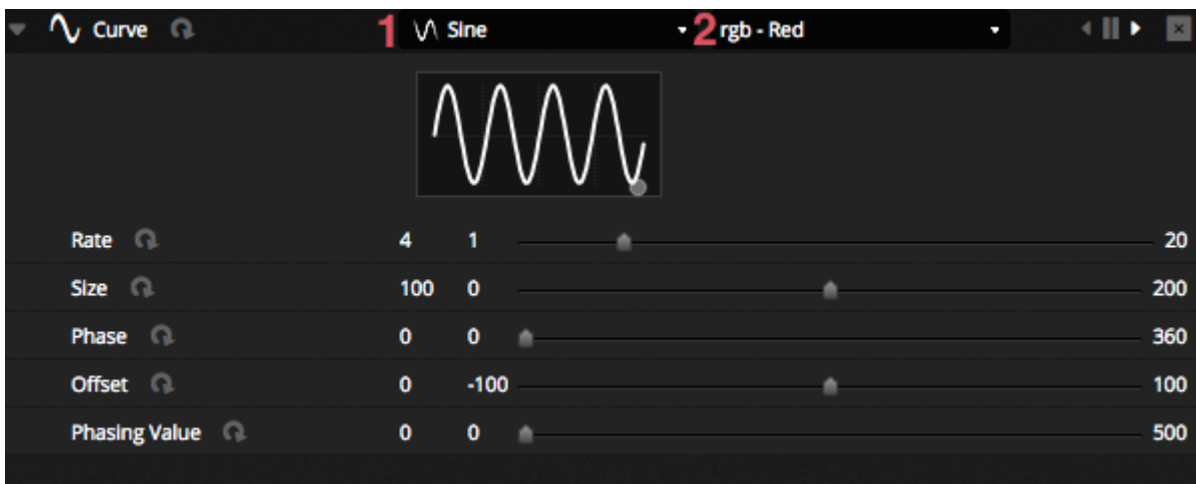 Curve 1 Sine 2 rgb - Red
Rate 4 1 20
Size 100 0 200
Phase 0 0 360
Offset 0 -100 100
Phasing Value 0 0 500